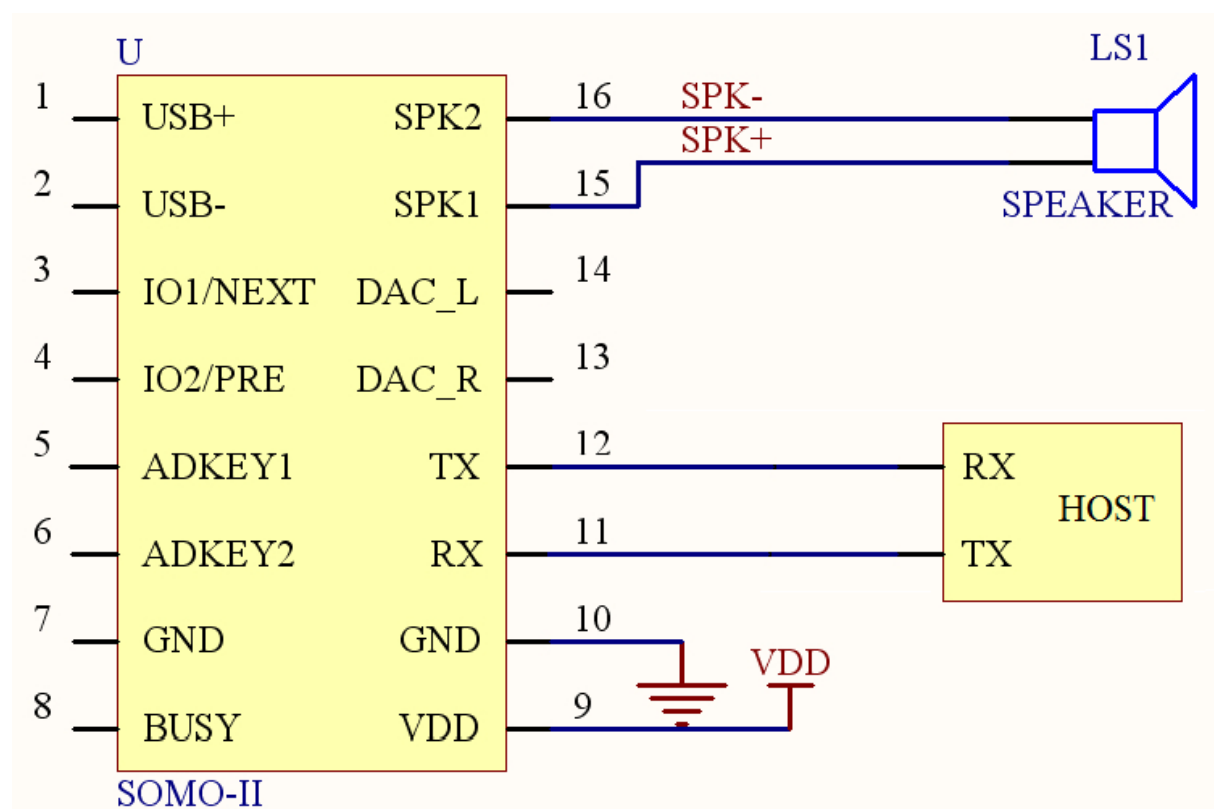 U
LS1
1 USB+ SPK2 16 SPK-
SPK+
2 USB- SPK1 15 SPEAKER
3 IO1/NEXT DAC_L 14
4 IO2/PRE DAC_R 13
5 ADKEY1 TX 12 RX
HOST
6 ADKEY2 RX 11 TX
7 GND GND 10
VDD
8 BUSY VDD 9
SOMO-II